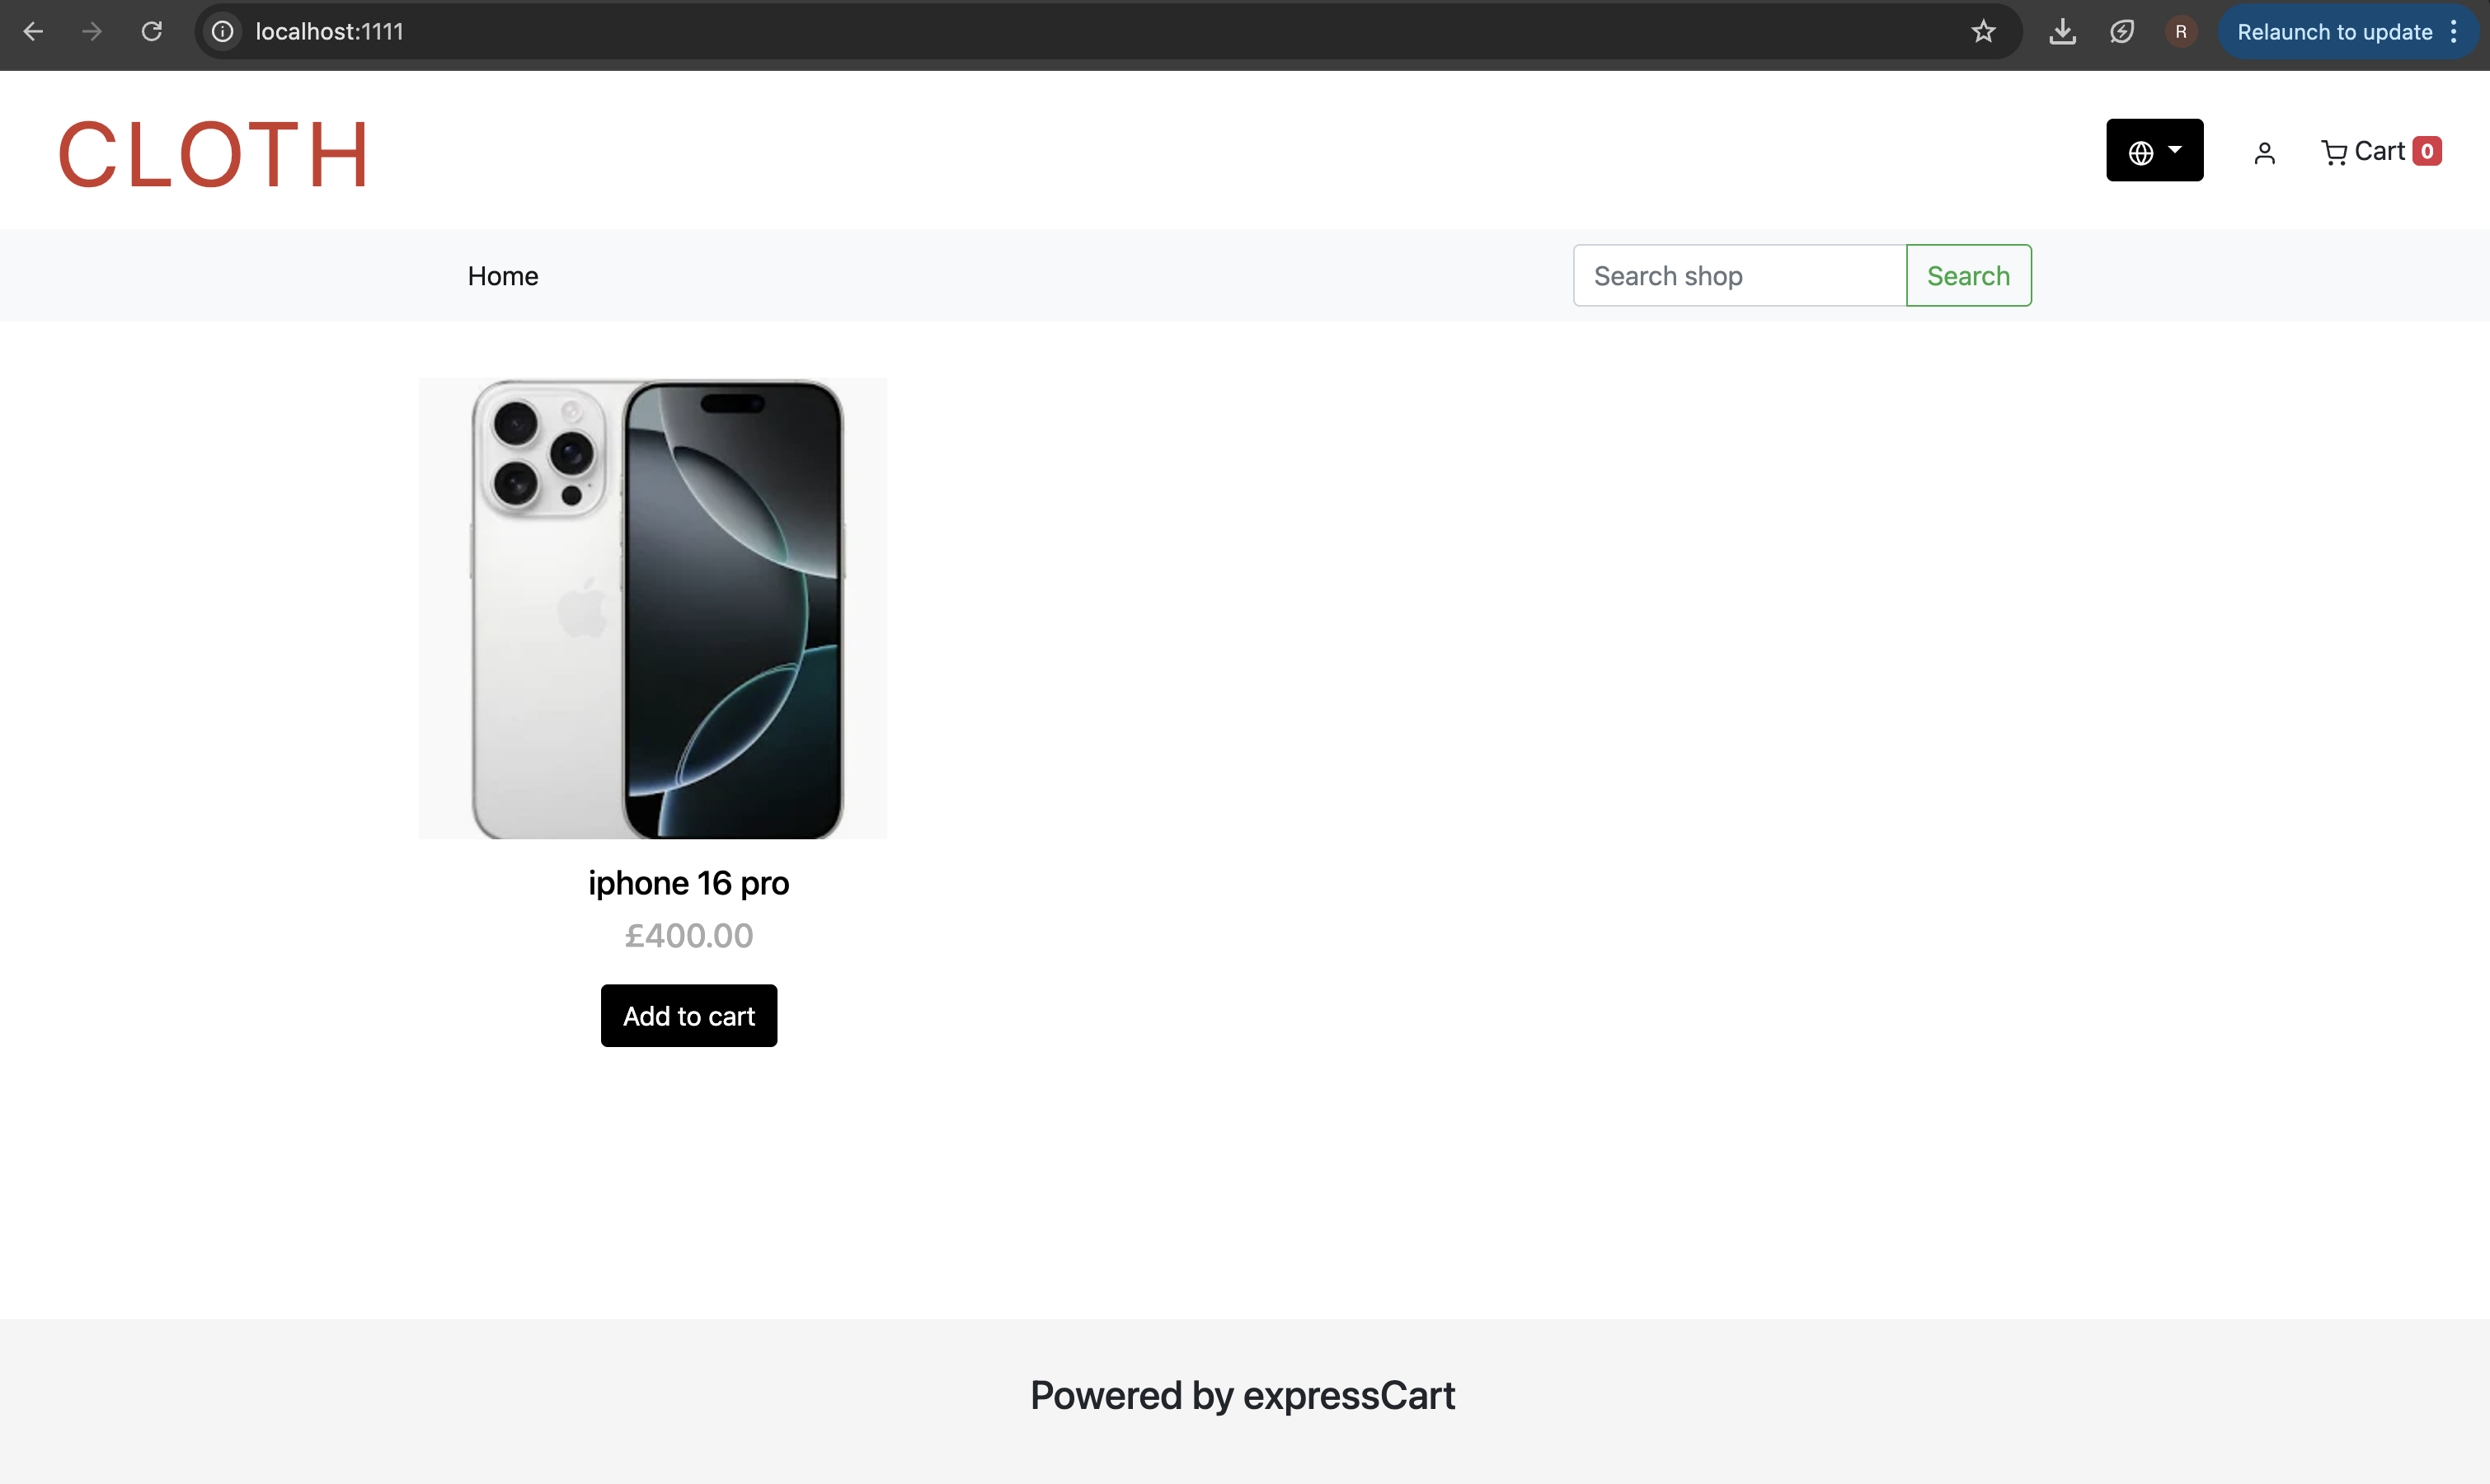 localhost:1111
R
Relaunch to update
CLOTH
Cart 0
Home
Search shop
Search
iphone 16 pro
£400.00
Add to cart
Powered by expressCart